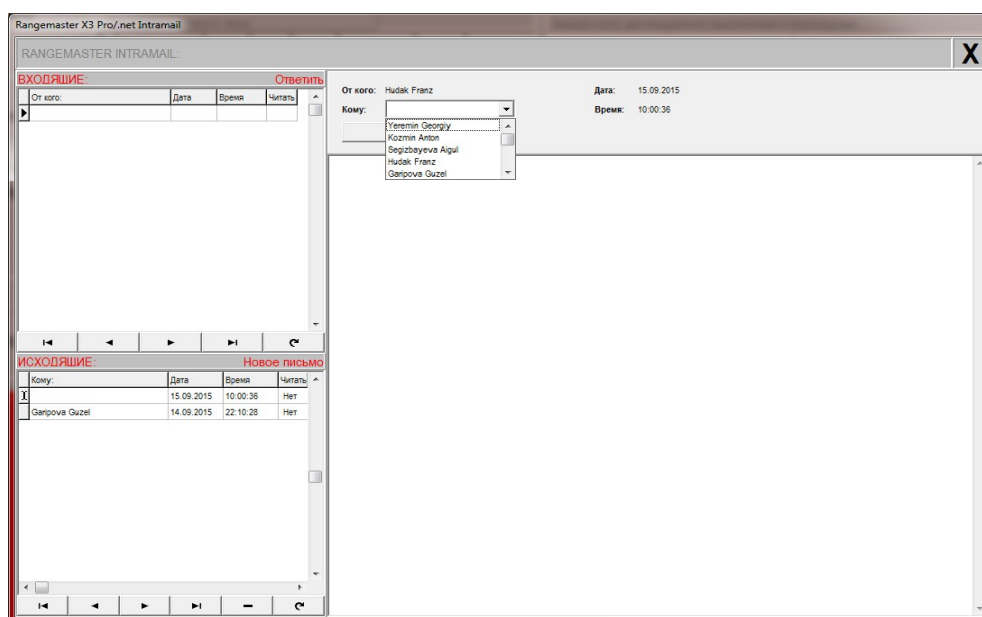 Rangemaster X3 Pro/.net Intramail
RANGEMASTER INTRAMAIL:
X
ВХОДЯЩИЕ: Ответить
От кого: Дата Время Читать
От кого: Hudak Franz Дата: 15.09.2015
Кому: Время: 10:00:36
Yeremin Georgiy
Kozmin Anton
Segizbayeva Aigul
Hudak Franz
Garipova Guzel
ИСХОДЯЩИЕ: Новое письмо
Кому: Дата Время Читать
15.09.2015 10:00:36 Нет
Garipova Guzel 14.09.2015 22:10:28 Нет